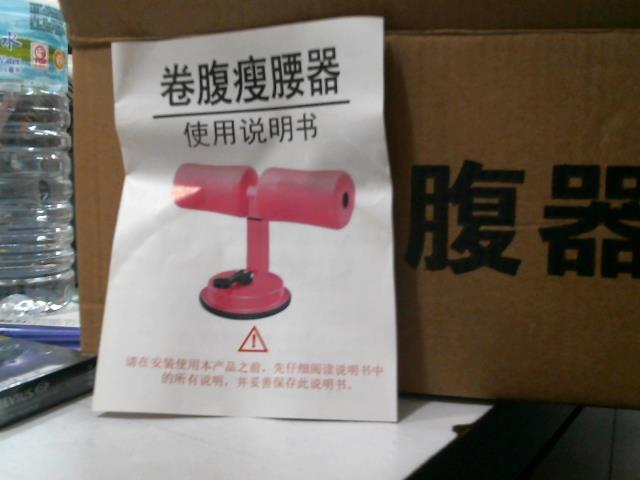 卷腹瘦腰器
使用说明书
请在安装使用本产品之前，先仔细阅读说明书中
的所有说明，并妥善保存此说明书。
腹器
水